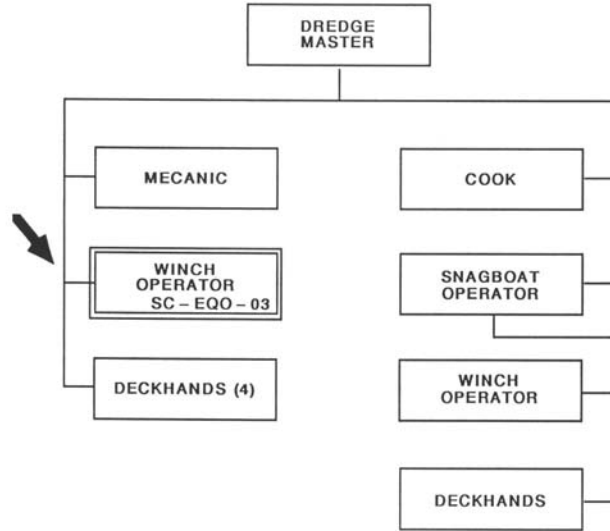 DREDGE
MASTER
MECANIC
COOK
WINCH
OPERATOR
SC – EQO – 03
SNAGBOAT
OPERATOR
DECKHANDS (4)
WINCH
OPERATOR
DECKHANDS